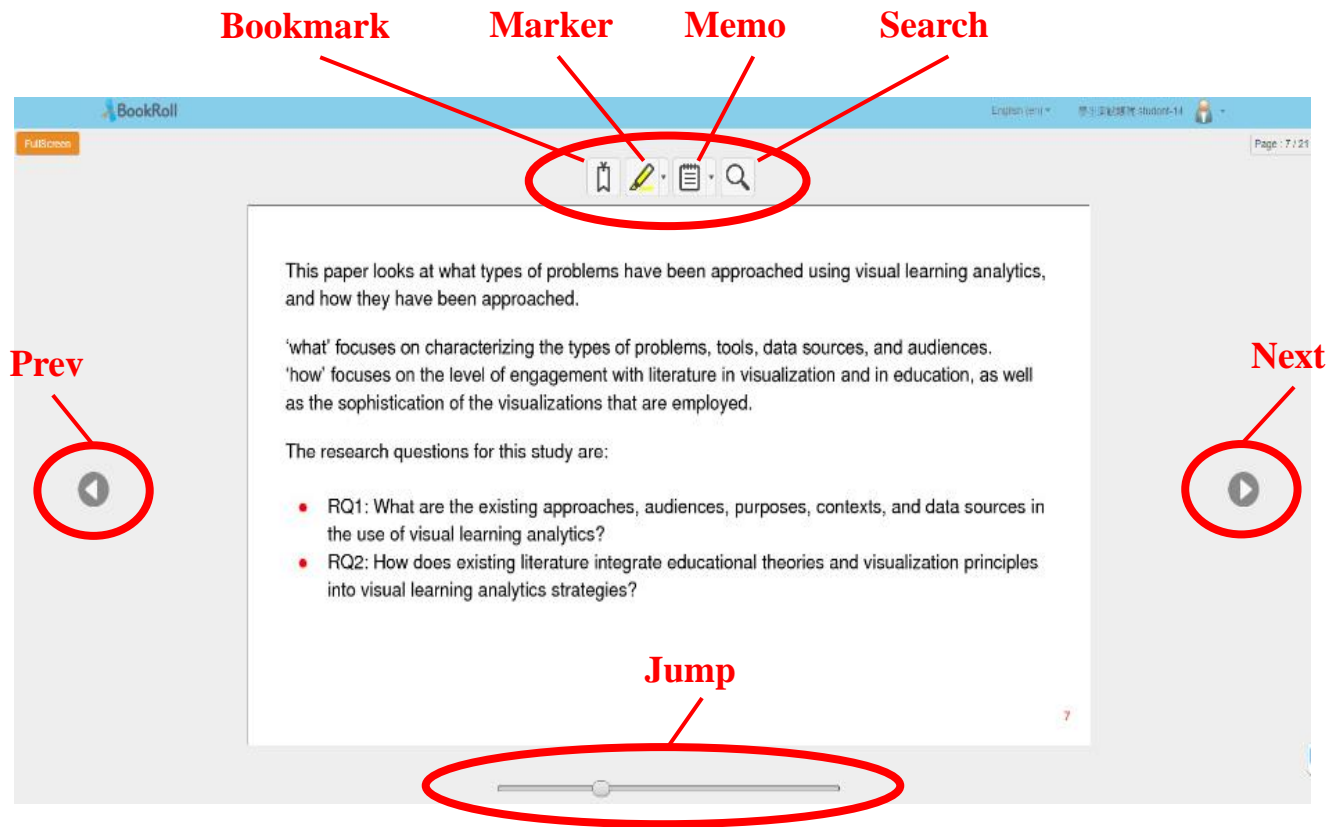 Bookmark Marker Memo Search
BookRoll
English (en)
student-14
FullScreen
Page : 7 / 21
This paper looks at what types of problems have been approached using visual learning analytics,
and how they have been approached.
‘what’ focuses on characterizing the types of problems, tools, data sources, and audiences.
‘how’ focuses on the level of engagement with literature in visualization and in education, as well
as the sophistication of the visualizations that are employed.
Prev
Next
The research questions for this study are:
• RQ1: What are the existing approaches, audiences, purposes, contexts, and data sources in
the use of visual learning analytics?
• RQ2: How does existing literature integrate educational theories and visualization principles
into visual learning analytics strategies?
Jump
7